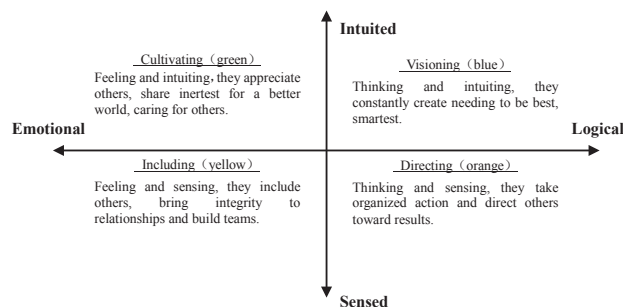 Intuited
Cultivating（green）
Feeling and intuiting, they appreciate
others, share inertest for a better
world, caring for others.
Visioning（blue）
Thinking and intuiting, they
constantly create needing to be best,
smartest.
Emotional
Logical
Including（yellow）
Feeling and sensing, they include
others, bring integrity to
relationships and build teams.
Directing（orange）
Thinking and sensing, they take
organized action and direct others
toward results.
Sensed